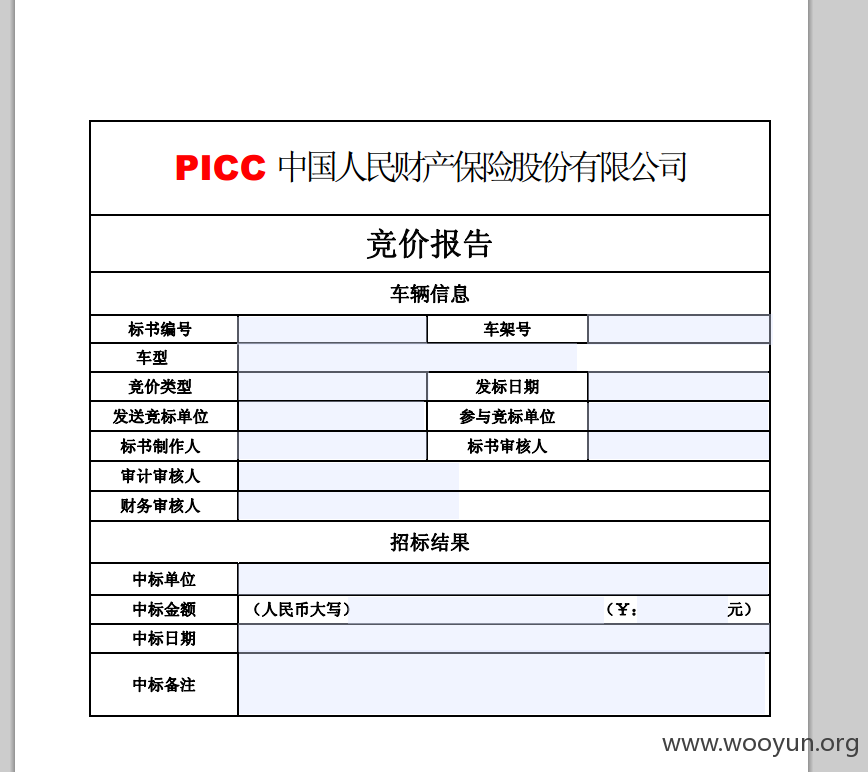 PICC 中国人民财产保险股份有限公司
竞价报告
车辆信息
标书编号 车架号
车型
竞价类型 发标日期
发送竞标单位 参与竞标单位
标书制作人 标书审核人
审计审核人
财务审核人
招标结果
中标单位
中标金额 （人民币大写） （￥： 元）
中标日期
中标备注
www.wooyun.org